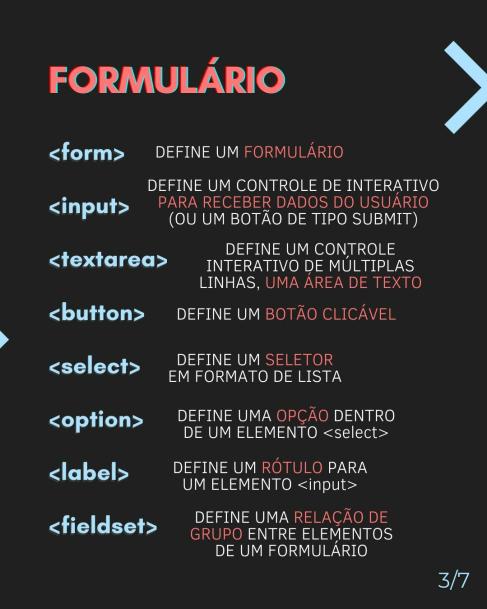 FORMULÁRIO
<form> DEFINE UM FORMULÁRIO
DEFINE UM CONTROLE DE INTERATIVO
<input> PARA RECEBER DADOS DO USUÁRIO
(OU UM BOTÃO DE TIPO SUBMIT)
DEFINE UM CONTROLE
<textarea> INTERATIVO DE MÚLTIPLAS
LINHAS, UMA ÁREA DE TEXTO
<button> DEFINE UM BOTÃO CLICÁVEL
<select> DEFINE UM SELETOR
EM FORMATO DE LISTA
<option> DEFINE UMA OPÇÃO DENTRO
DE UM ELEMENTO <select>
<label> DEFINE UM RÓTULO PARA
UM ELEMENTO <input>
<fieldset> DEFINE UMA RELAÇÃO DE
GRUPO ENTRE ELEMENTOS
DE UM FORMULÁRIO
3/7